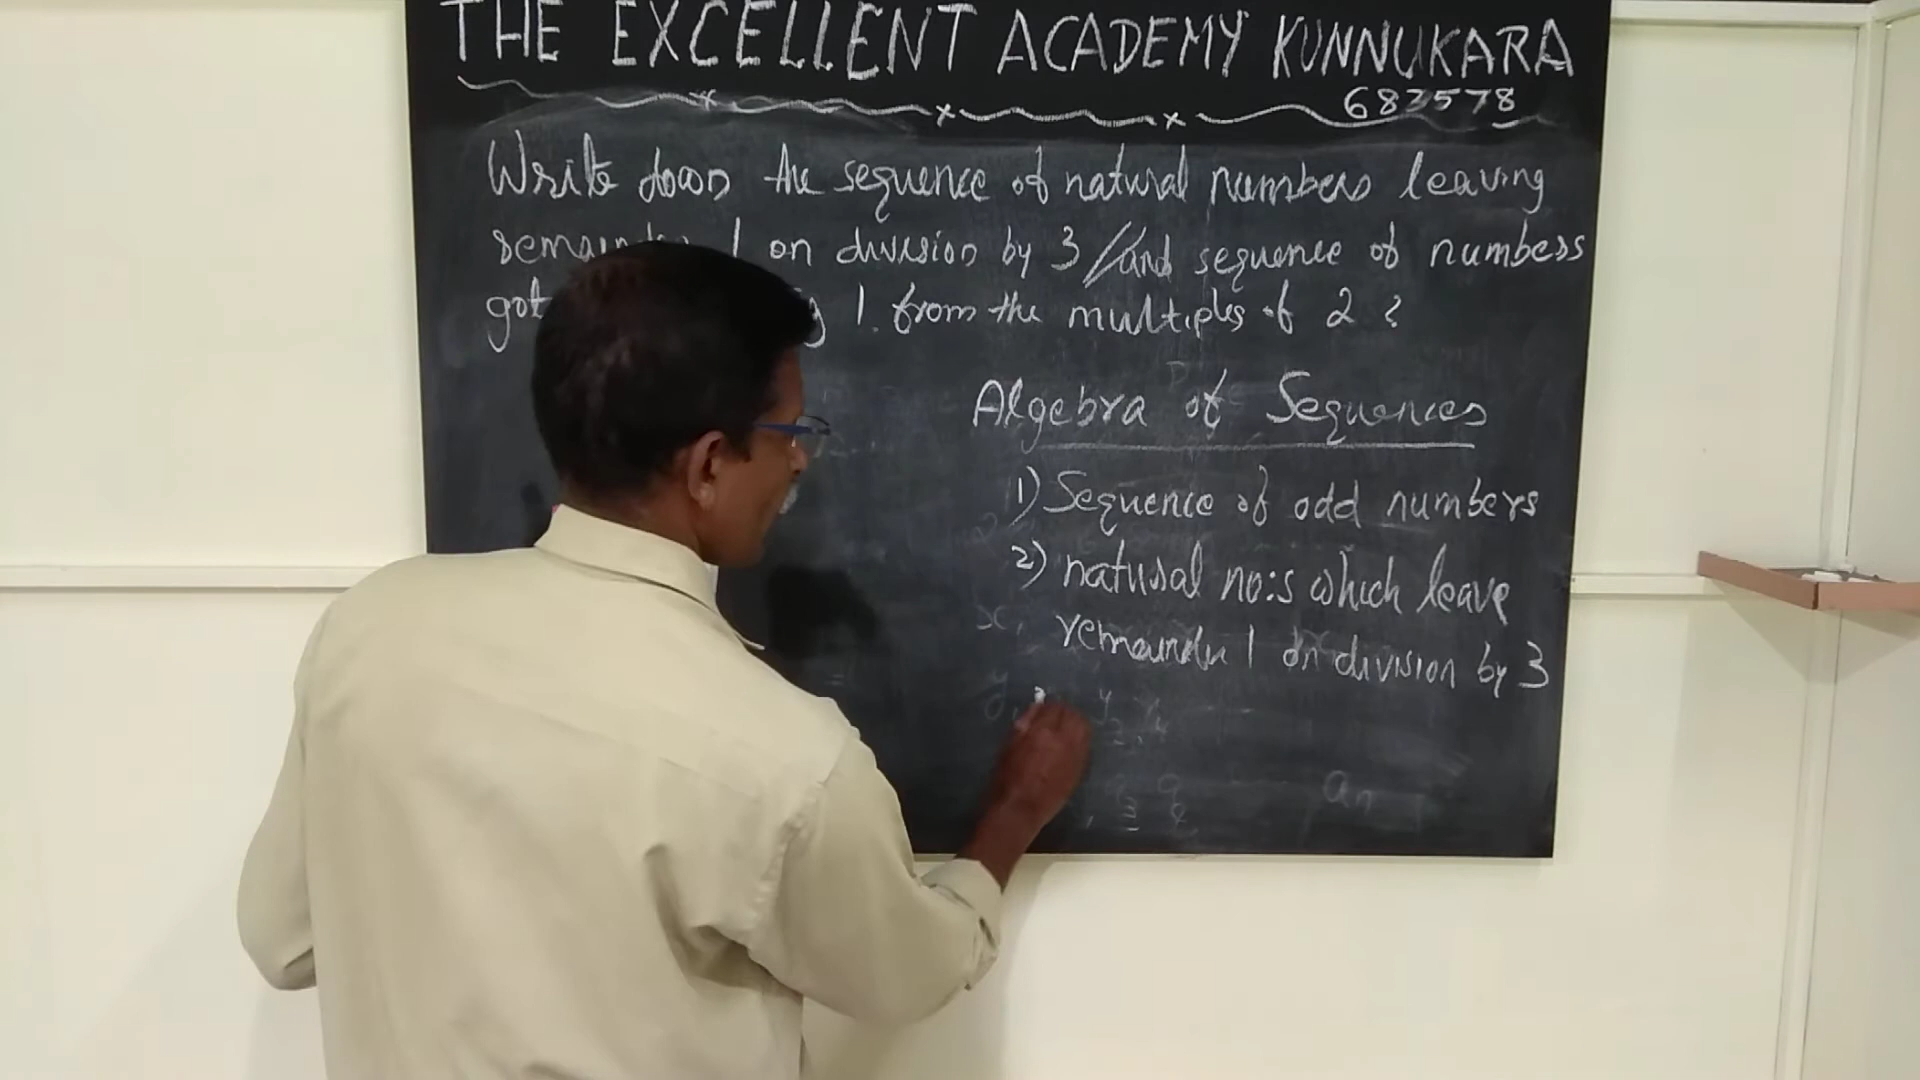 THE EXCELLENT ACADEMY KUNNUKARA
683578
Write down the sequence of natural numbers leaving
1 on division by 3 / and sequence of numbers
got 1. from the multiples of 2 ?
Algebra of Sequences
1) Sequence of odd numbers
2) natural no:s which leave
remainder 1 on division by 3
an